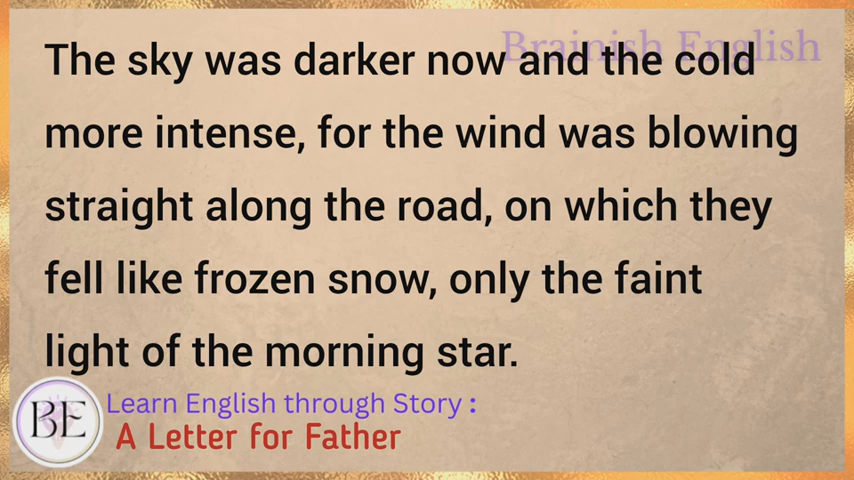 Brainish English
The sky was darker now and the cold
more intense, for the wind was blowing
straight along the road, on which they
fell like frozen snow, only the faint
light of the morning star.
BE
Learn English through Story :
A Letter for Father